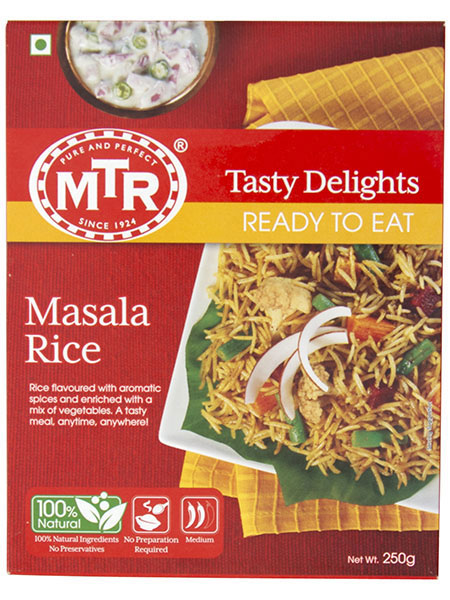 PURE AND PERFECT
MTR
®
SINCE 1924
Tasty Delights
READY TO EAT
Masala
Rice
Rice flavoured with aromatic
spices and enriched with a
mix of vegetables. A tasty
meal, anytime, anywhere!
100%
Natural
100% Natural Ingredients
No Preservatives
No Preparation
Required
Medium
Net Wt. 250g